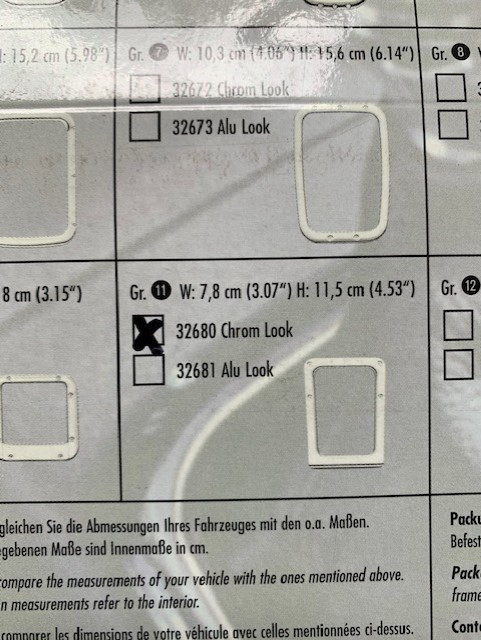 : 15,2 cm (5.98“)
Gr. 7 W: 10,3 cm (4.06“) H: 15,6 cm (6.14“)
Gr. 8
32672 Chrom Look
32673 Alu Look
8 cm (3.15“)
Gr. 11 W: 7,8 cm (3.07“) H: 11,5 cm (4.53“)
Gr. 12
32680 Chrom Look
32681 Alu Look
gleichen Sie die Abmessungen Ihres Fahrzeuges mit den o.a. Maßen.
egebenen Maße sind Innenmaße in cm.
compare the measurements of your vehicle with the ones mentioned above.
n measurements refer to the interior.
comparer les dimensions de votre véhicule avec celles mentionnées ci-dessus.
Packu
Befest
Pack
frame
Conte